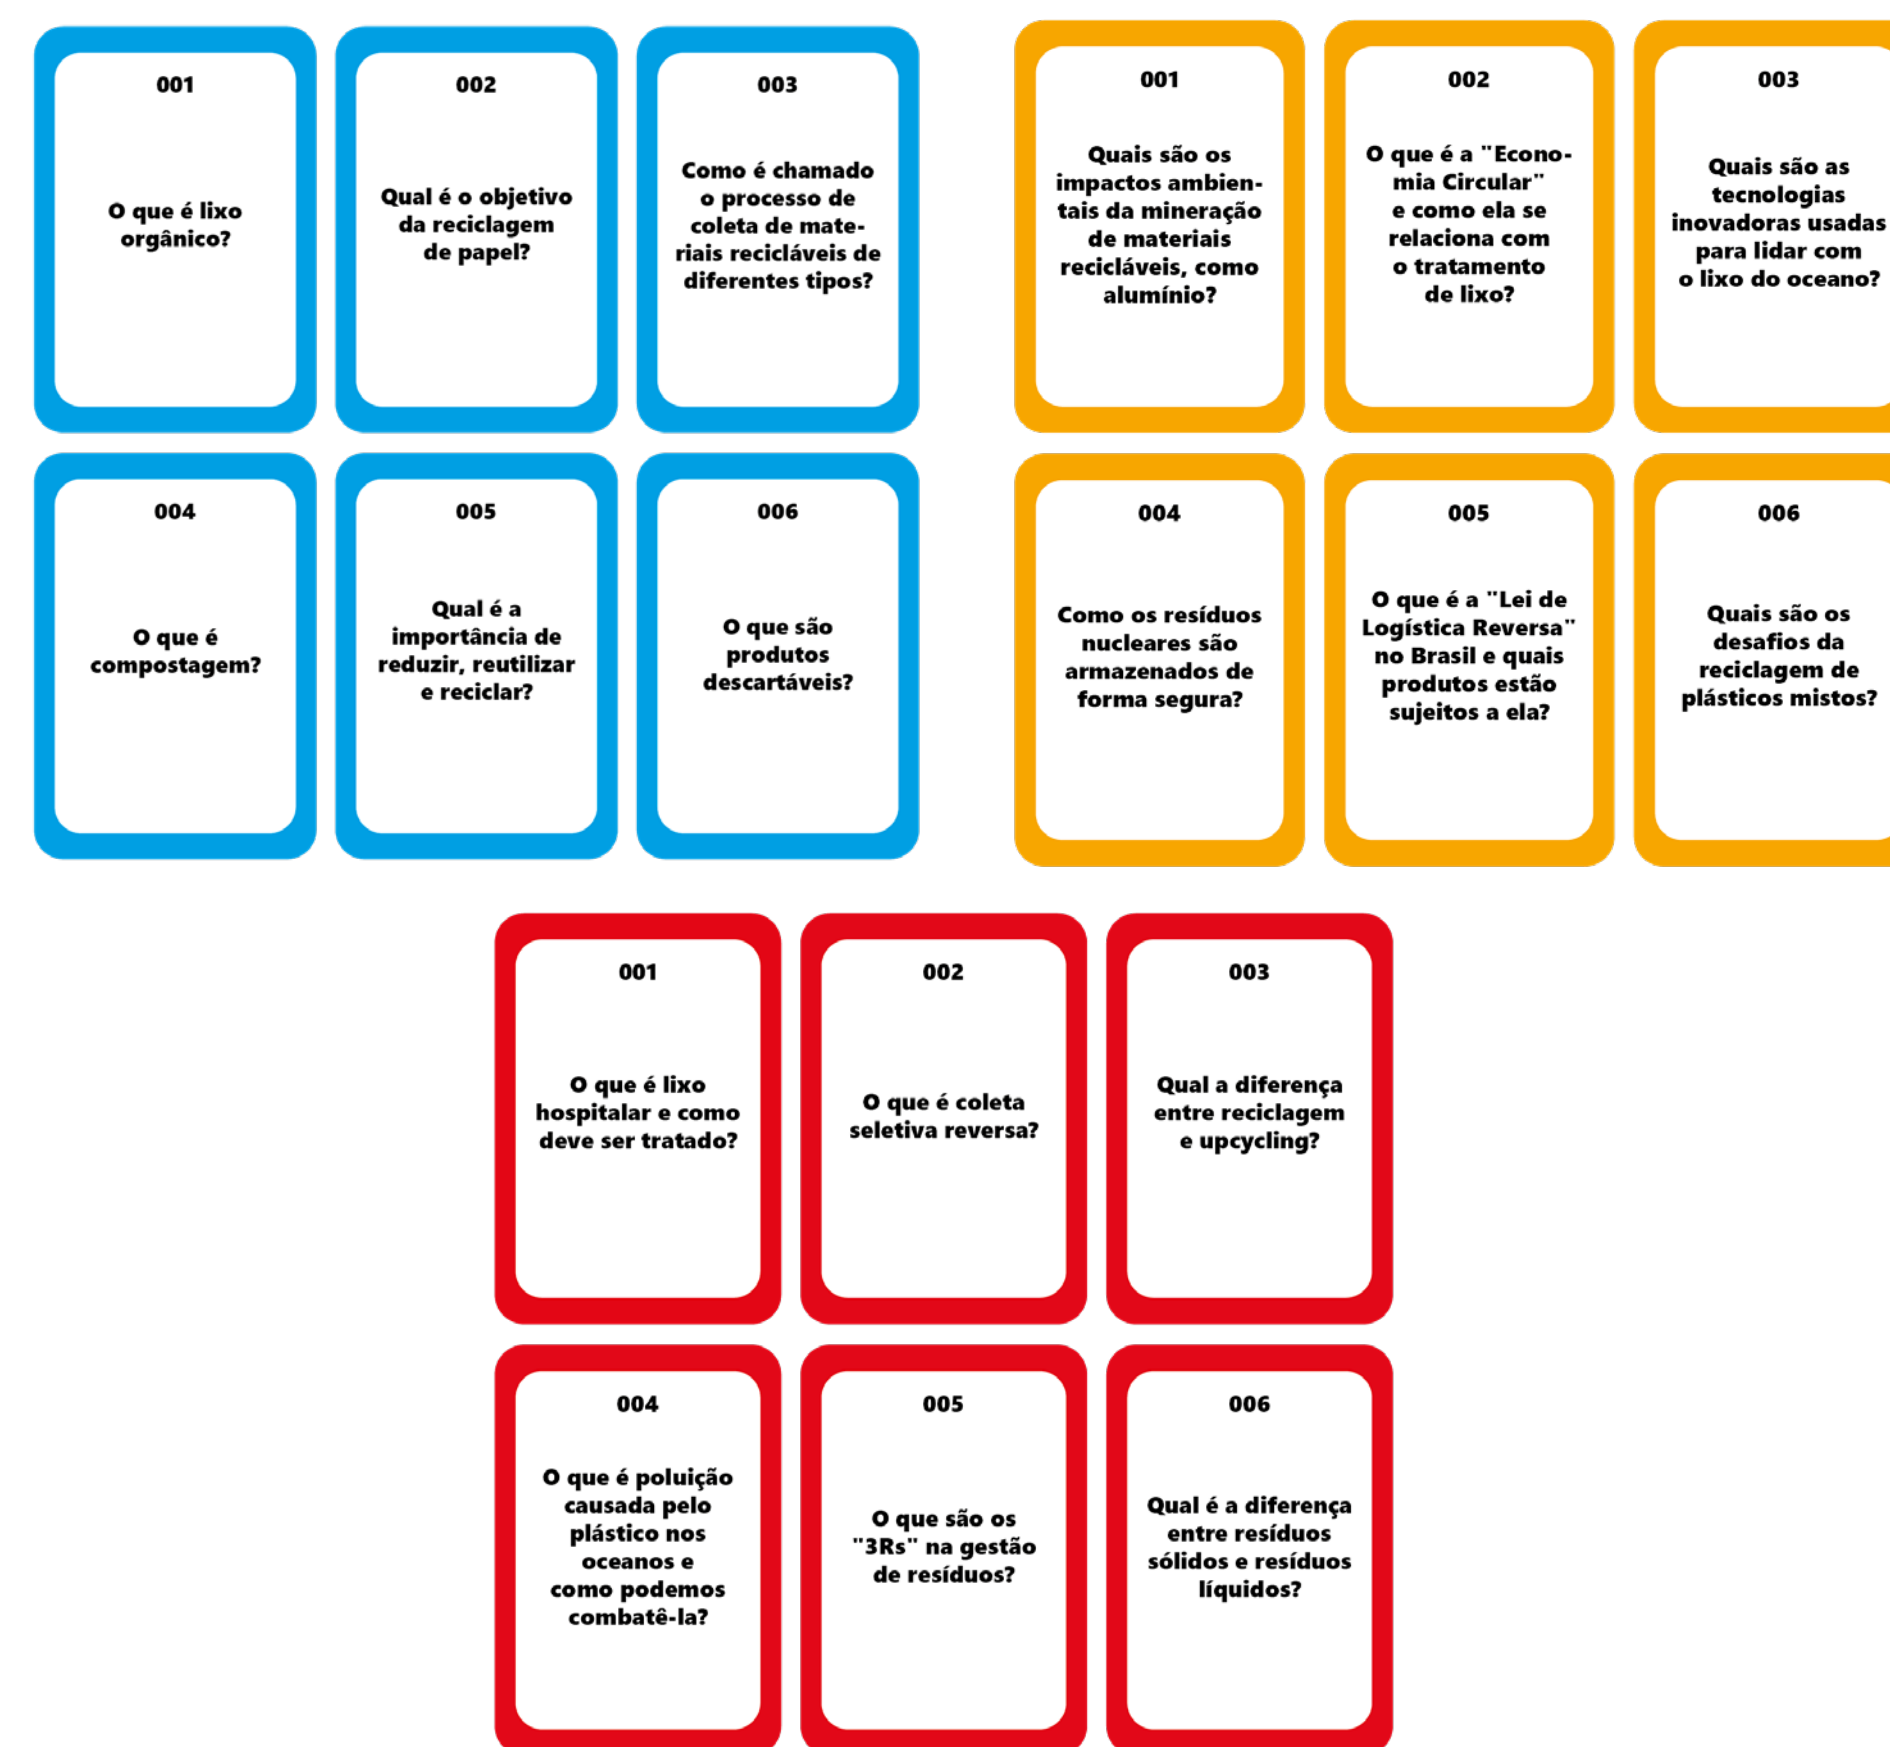 001
O que é lixo
orgânico?
002
Qual é o objetivo
da reciclagem
de papel?
003
Como é chamado
o processo de
coleta de mate-
riais recicláveis de
diferentes tipos?
004
O que é
compostagem?
005
Qual é a
importância de
reduzir, reutilizar
e reciclar?
006
O que são
produtos
descartáveis?
001
Quais são os
impactos ambien-
tais da mineração
de materiais
recicláveis, como
alumínio?
002
O que é a "Econo-
mia Circular"
e como ela se
relaciona com
o tratamento
de lixo?
003
Quais são as
tecnologias
inovadoras usadas
para lidar com
o lixo do oceano?
004
Como os resíduos
nucleares são
armazenados de
forma segura?
005
O que é a "Lei de
Logística Reversa"
no Brasil e quais
produtos estão
sujeitos a ela?
006
Quais são os
desafios da
reciclagem de
plásticos mistos?
001
O que é lixo
hospitalar e como
deve ser tratado?
002
O que é coleta
seletiva reversa?
003
Qual a diferença
entre reciclagem
e upcycling?
004
O que é poluição
causada pelo
plástico nos
oceanos e
como podemos
combatê-la?
005
O que são os
"3Rs" na gestão
de resíduos?
006
Qual é a diferença
entre resíduos
sólidos e resíduos
líquidos?